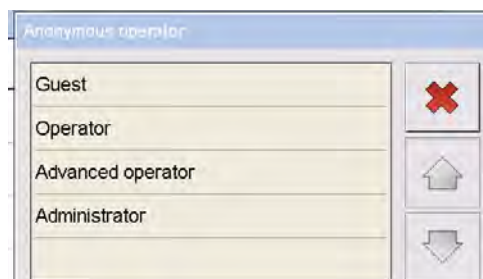 Anonymous operator
Guest
Operator
Advanced operator
Administrator